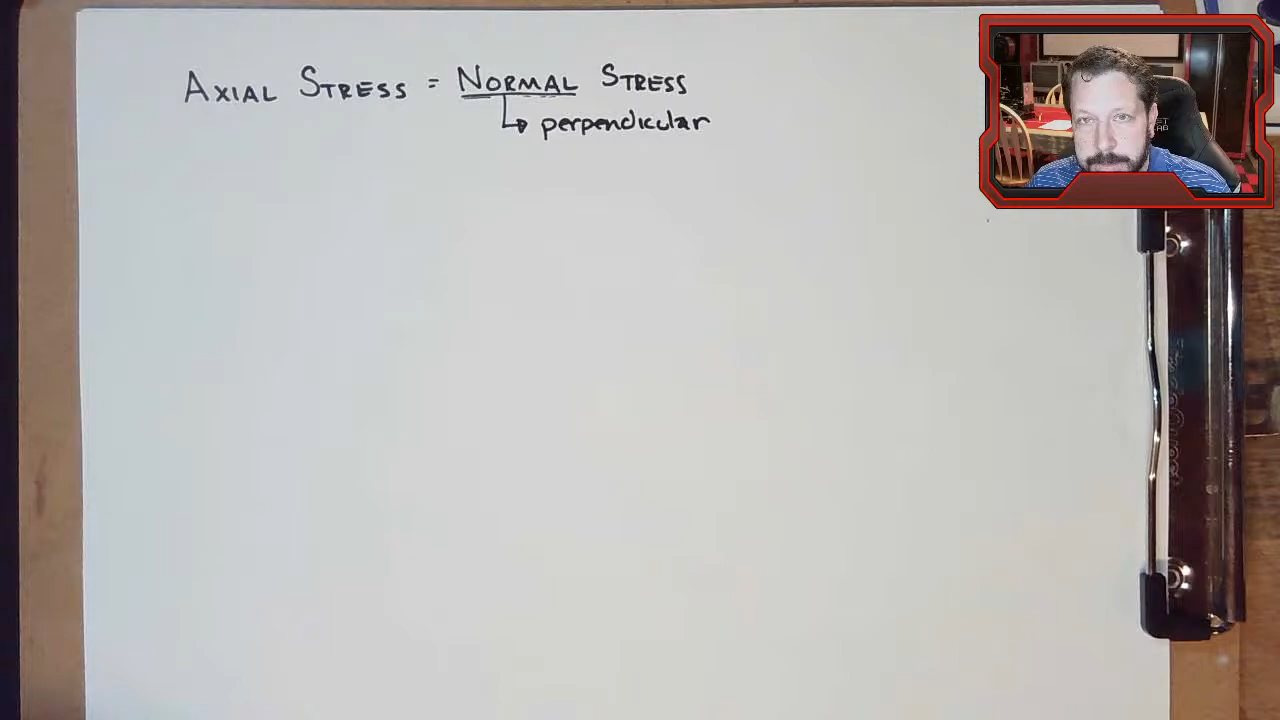 AXIAL STRESS = NORMAL STRESS
↳ perpendicular